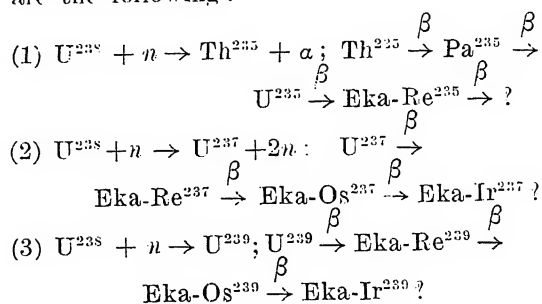 (1) U²³⁸ + n → Th²³⁵ + α; Th²³⁵ →β Pa²³⁵ →β
U²³⁵ →β Eka-Re²³⁵ →β ?
(2) U²³⁸+n → U²³⁷+2n: U²³⁷ →β
Eka-Re²³⁷ →β Eka-Os²³⁷ →β Eka-Ir²³⁷ ?
(3) U²³⁸ + n → U²³⁹; U²³⁹ →β Eka-Re²³⁹ →β
Eka-Os²³⁹ →β Eka-Ir²³⁹ ?